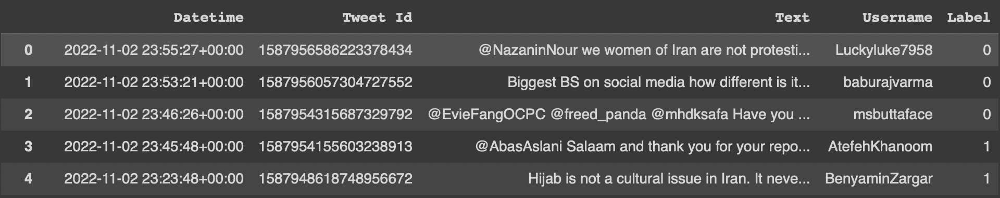 Datetime Tweet Id Text Username Label
0 2022-11-02 23:55:27+00:00 1587956586223378434 @NazaninNour we women of Iran are not protesti... Luckyluke7958 0
1 2022-11-02 23:53:21+00:00 1587956057304727552 Biggest BS on social media how different is it... baburajvarma 0
2 2022-11-02 23:46:26+00:00 1587954315687329792 @EvieFangOCPC @freed_panda @mhdksafa Have you ... msbuttaface 0
3 2022-11-02 23:45:48+00:00 1587954155603238913 @AbasAslani Salaam and thank you for your repo... AtefehKhanoom 1
4 2022-11-02 23:23:48+00:00 1587948618748956672 Hijab is not a cultural issue in Iran. It neve... BenyaminZargar 1